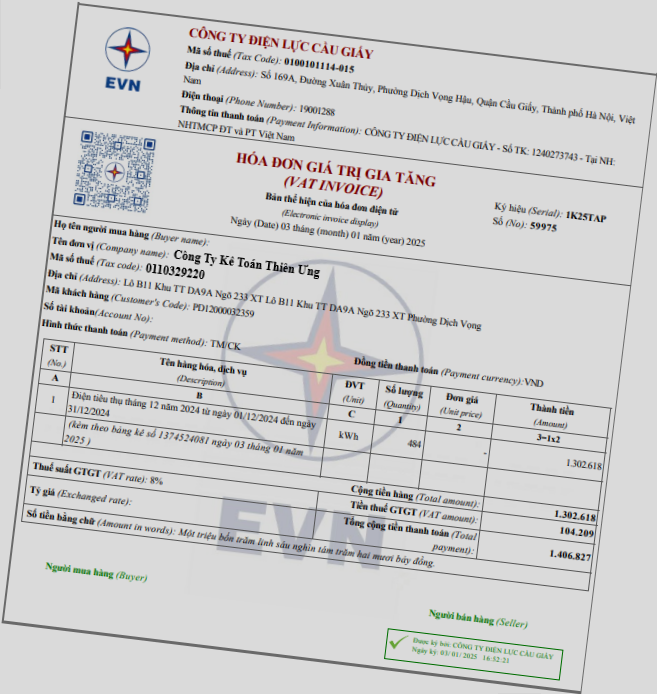 EVN
CÔNG TY ĐIỆN LỰC CẦU GIẤY
Mã số thuế (Tax Code): 0100101114-015
Địa chỉ (Address): Số 169A, Đường Xuân Thủy, Phường Dịch Vọng Hậu, Quận Cầu Giấy, Thành phố Hà Nội, Việt
Nam
Điện thoại (Phone Number): 19001288
Thông tin thanh toán (Payment Information): CÔNG TY ĐIỆN LỰC CẦU GIẤY - Số TK: 1240273743 - Tại NH:
NHTMCP ĐT và PT Việt Nam
HÓA ĐƠN GIÁ TRỊ GIA TĂNG
(VAT INVOICE)
Bản thể hiện của hóa đơn điện tử
(Electronic invoice display)
Ngày (Date) 03 tháng (month) 01 năm (year) 2025
Ký hiệu (Serial): 1K25TAP
Số (No): 59975
Họ tên người mua hàng (Buyer name):
Tên đơn vị (Company name): Công Ty Kế Toán Thiên Ưng
Mã số thuế (Tax code): 0110329220
Địa chỉ (Address): Lô B11 Khu TT DA9A Ngõ 233 XT Lô B11 Khu TT DA9A Ngõ 233 XT Phường Dịch Vọng
Mã khách hàng (Customer's Code): PD12000032359
Số tài khoản(Account No):
Hình thức thanh toán (Payment method): TM/CK
Đồng tiền thanh toán (Payment currency):VND
STT (No.) Tên hàng hóa, dịch vụ (Description) ĐVT (Unit) Số lượng (Quantity) Đơn giá (Unit price) Thành tiền (Amount)
A B C 1 2 3=1x2
1 Điện tiêu thụ tháng 12 năm 2024 từ ngày 01/12/2024 đến ngày
31/12/2024 kWh 484 - 1.302.618
(kèm theo bảng kê số 1374524081 ngày 03 tháng 01 năm
2025 )
Cộng tiền hàng (Total amount): 1.302.618
Thuế suất GTGT (VAT rate): 8% Tiền thuế GTGT (VAT amount): 104.209
Tỷ giá (Exchanged rate): Tổng cộng tiền thanh toán (Total
payment): 1.406.827
Số tiền bằng chữ (Amount in words): Một triệu bốn trăm linh sáu nghìn tám trăm hai mươi bảy đồng.
EVN
Người mua hàng (Buyer)
Người bán hàng (Seller)
Được ký bởi: CÔNG TY ĐIỆN LỰC CẦU GIẤY
Ngày ký: 03/01/2025 16:52:21